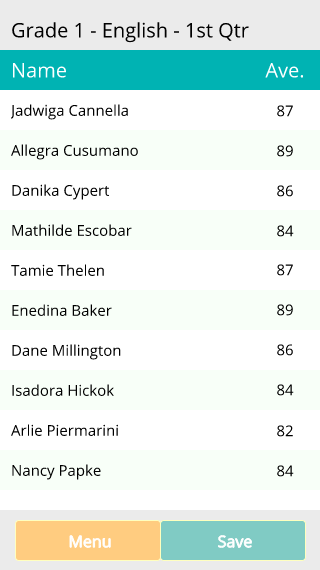 Grade 1 - English - 1st Qtr
Name Ave.
Jadwiga Cannella 87
Allegra Cusumano 89
Danika Cypert 86
Mathilde Escobar 84
Tamie Thelen 87
Enedina Baker 89
Dane Millington 86
Isadora Hickok 84
Arlie Piermarini 82
Nancy Papke 84
Menu Save